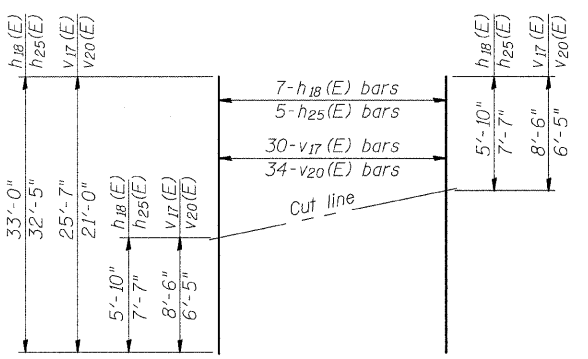 h18(E)
h25(E)
v17(E)
v20(E)
h18(E)
h25(E)
v17(E)
v20(E)
7-h18(E) bars
5-h25(E) bars
30-v17(E) bars
34-v20(E) bars
5'-10"
7'-7"
8'-6"
6'-5"
Cut line
33'-0"
32'-5"
25'-7"
21'-0"
h18(E)
h25(E)
v17(E)
v20(E)
5'-10"
7'-7"
8'-6"
6'-5"